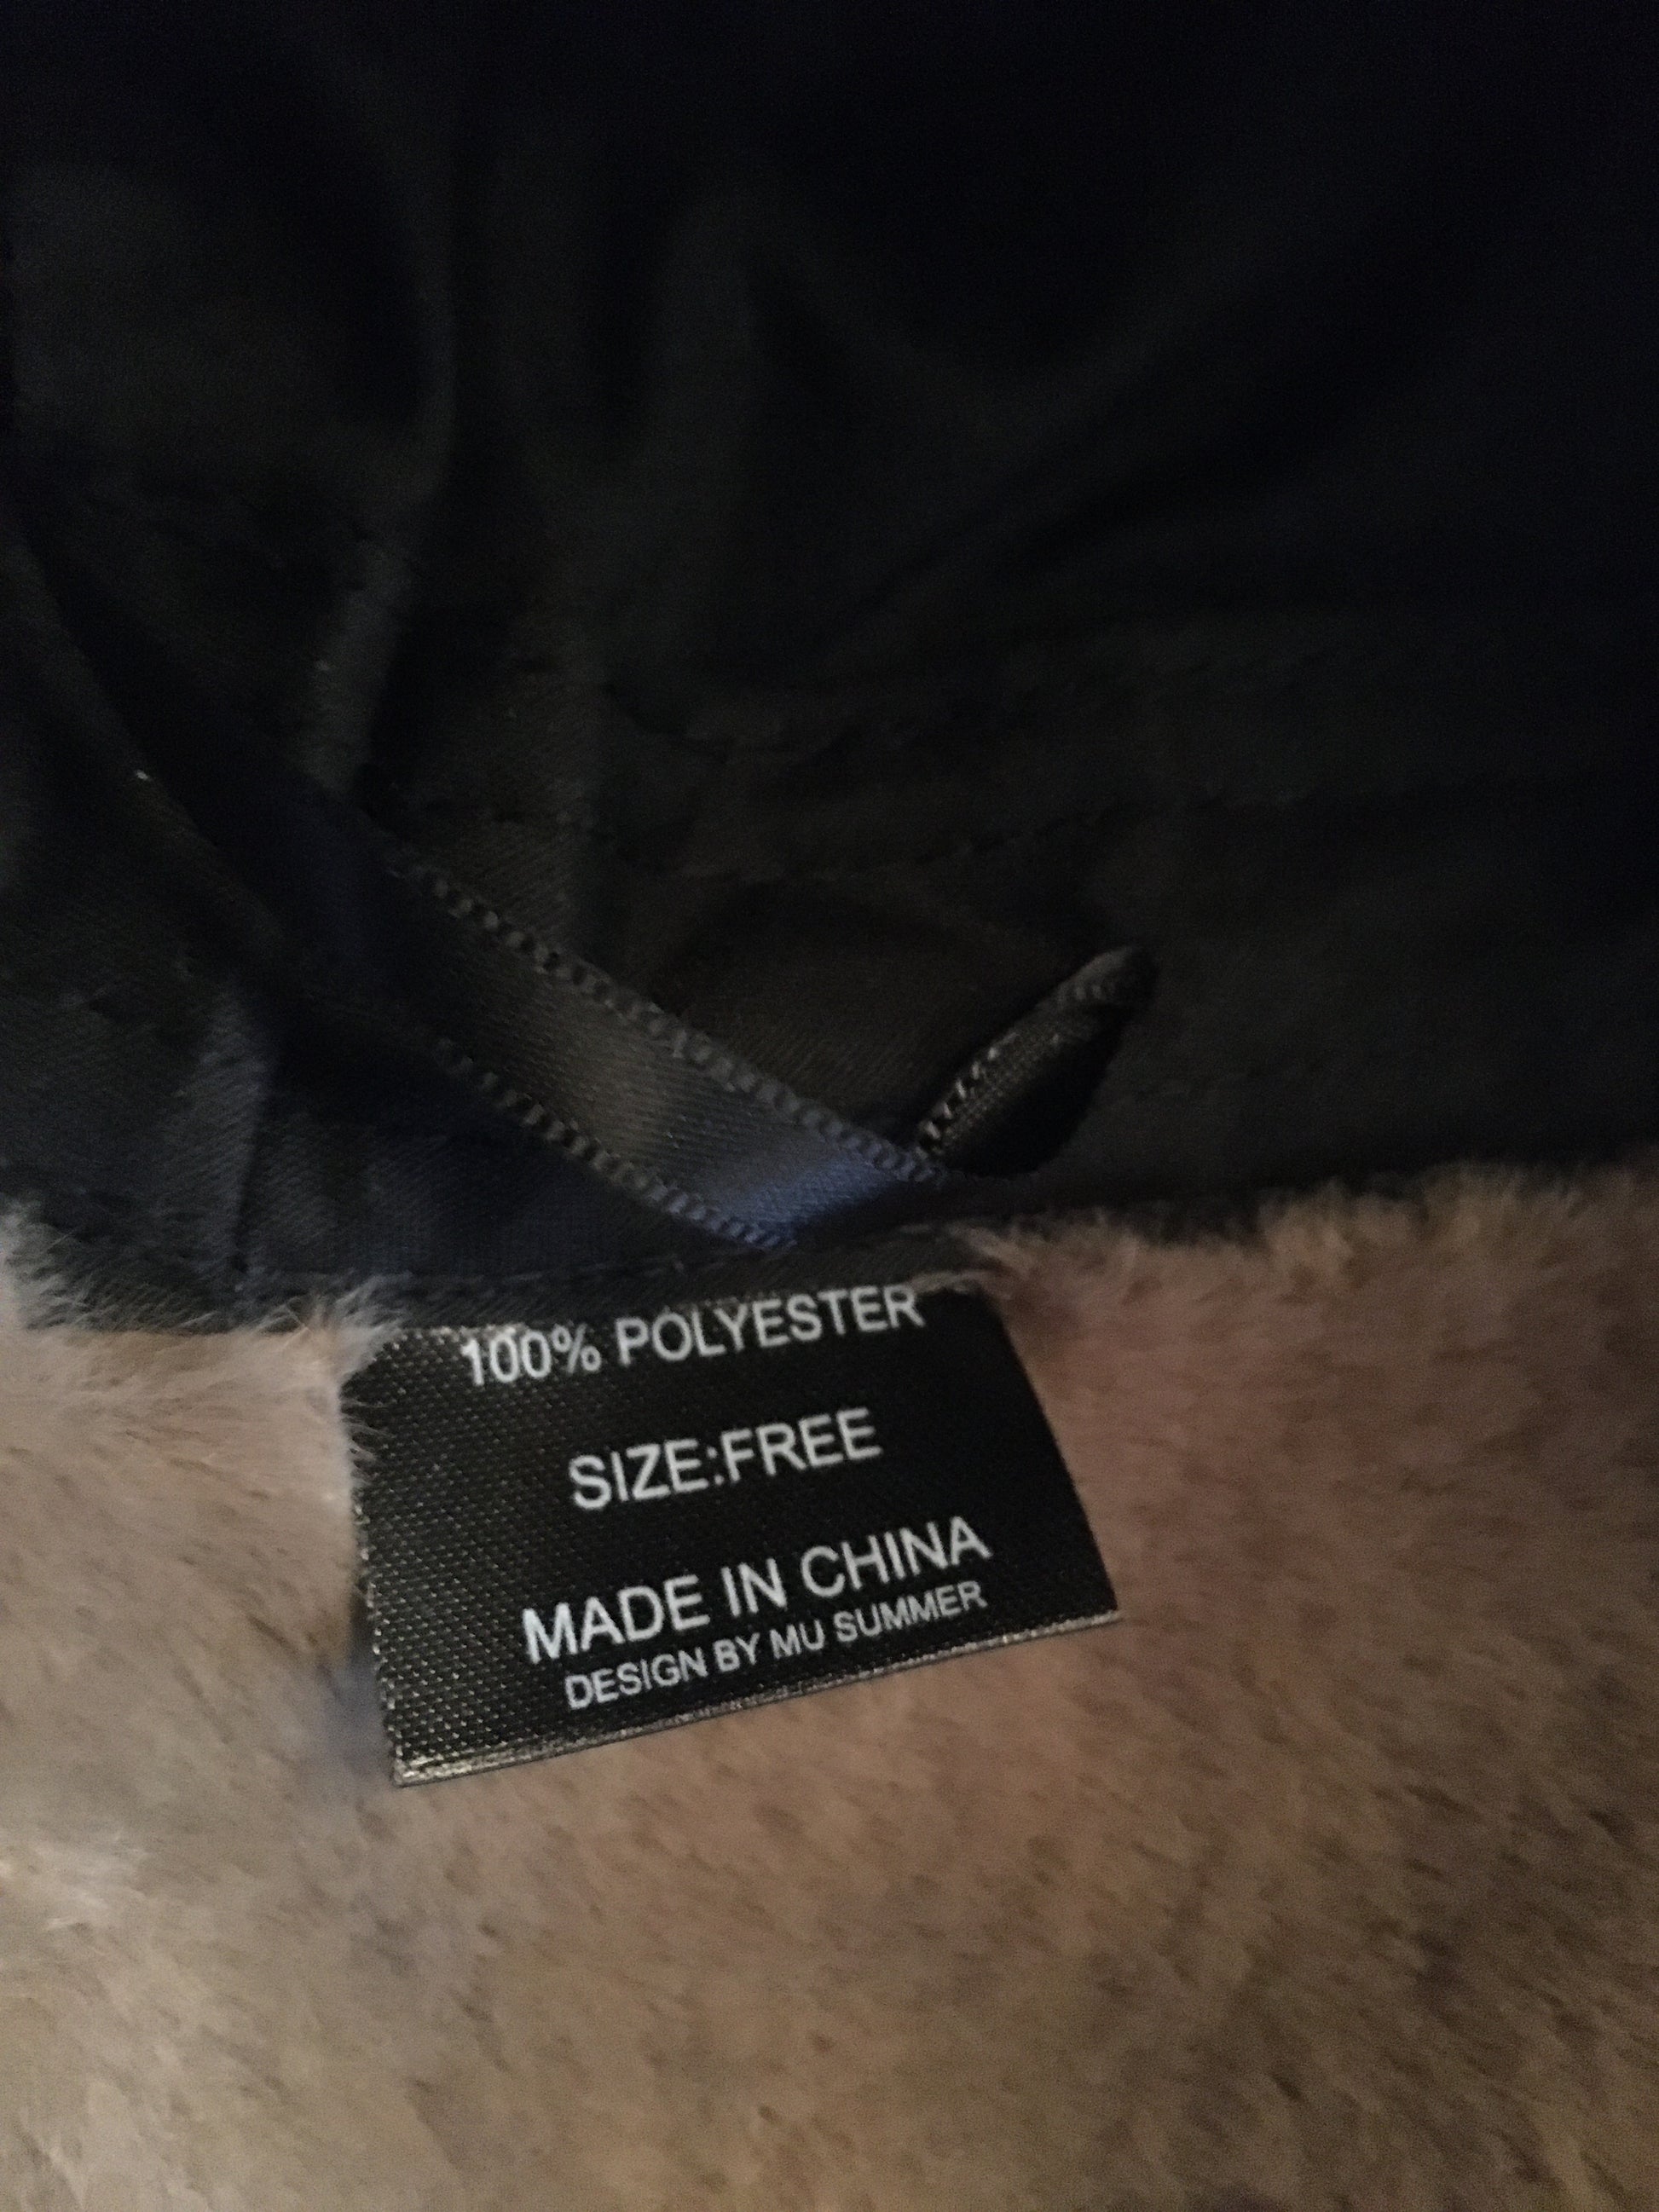 100% POLYESTER
SIZE:FREE
MADE IN CHINA
DESIGN BY MU SUMMER